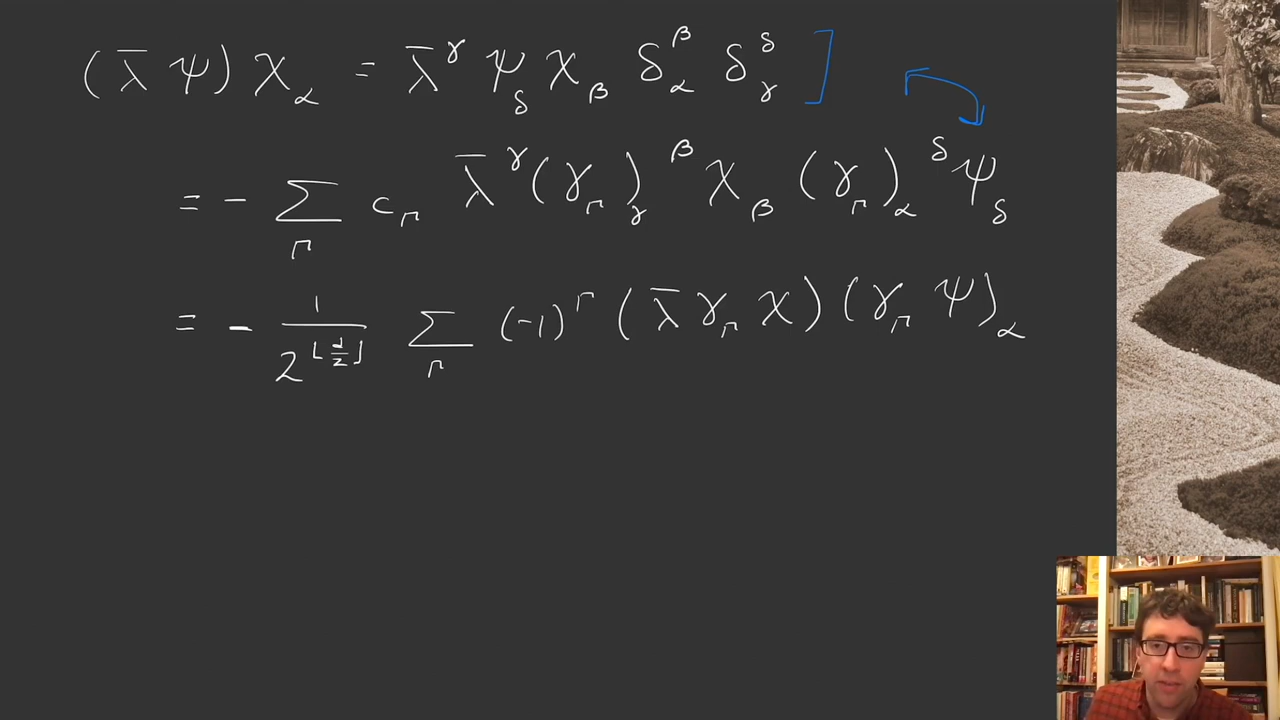 (λ̄ ψ) χ_α = λ̄^γ ψ_δ χ_β δ_α^β δ_γ^δ ]
= - Σ_Γ c_Γ λ̄^γ (γ_Γ)_γ^β χ_β (γ_Γ)_α^δ ψ_δ
= - 1/2^{⌊d/2⌋} Σ_Γ (-1)^Γ (λ̄ γ_Γ χ) (γ_Γ ψ)_α